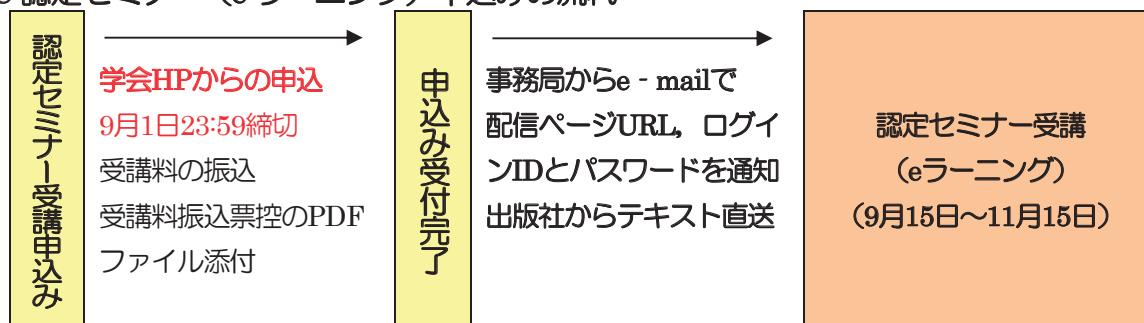 認定セミナー受講申込み
学会HPからの申込
9月1日23:59締切
受講料の振込
受講料振込票控のPDF
ファイル添付
申込み受付完了
事務局からe‐mailで
配信ページURL，ログイ
ンIDとパスワードを通知
出版社からテキスト直送
認定セミナー受講
（eラーニング）
（9月15日～11月15日）